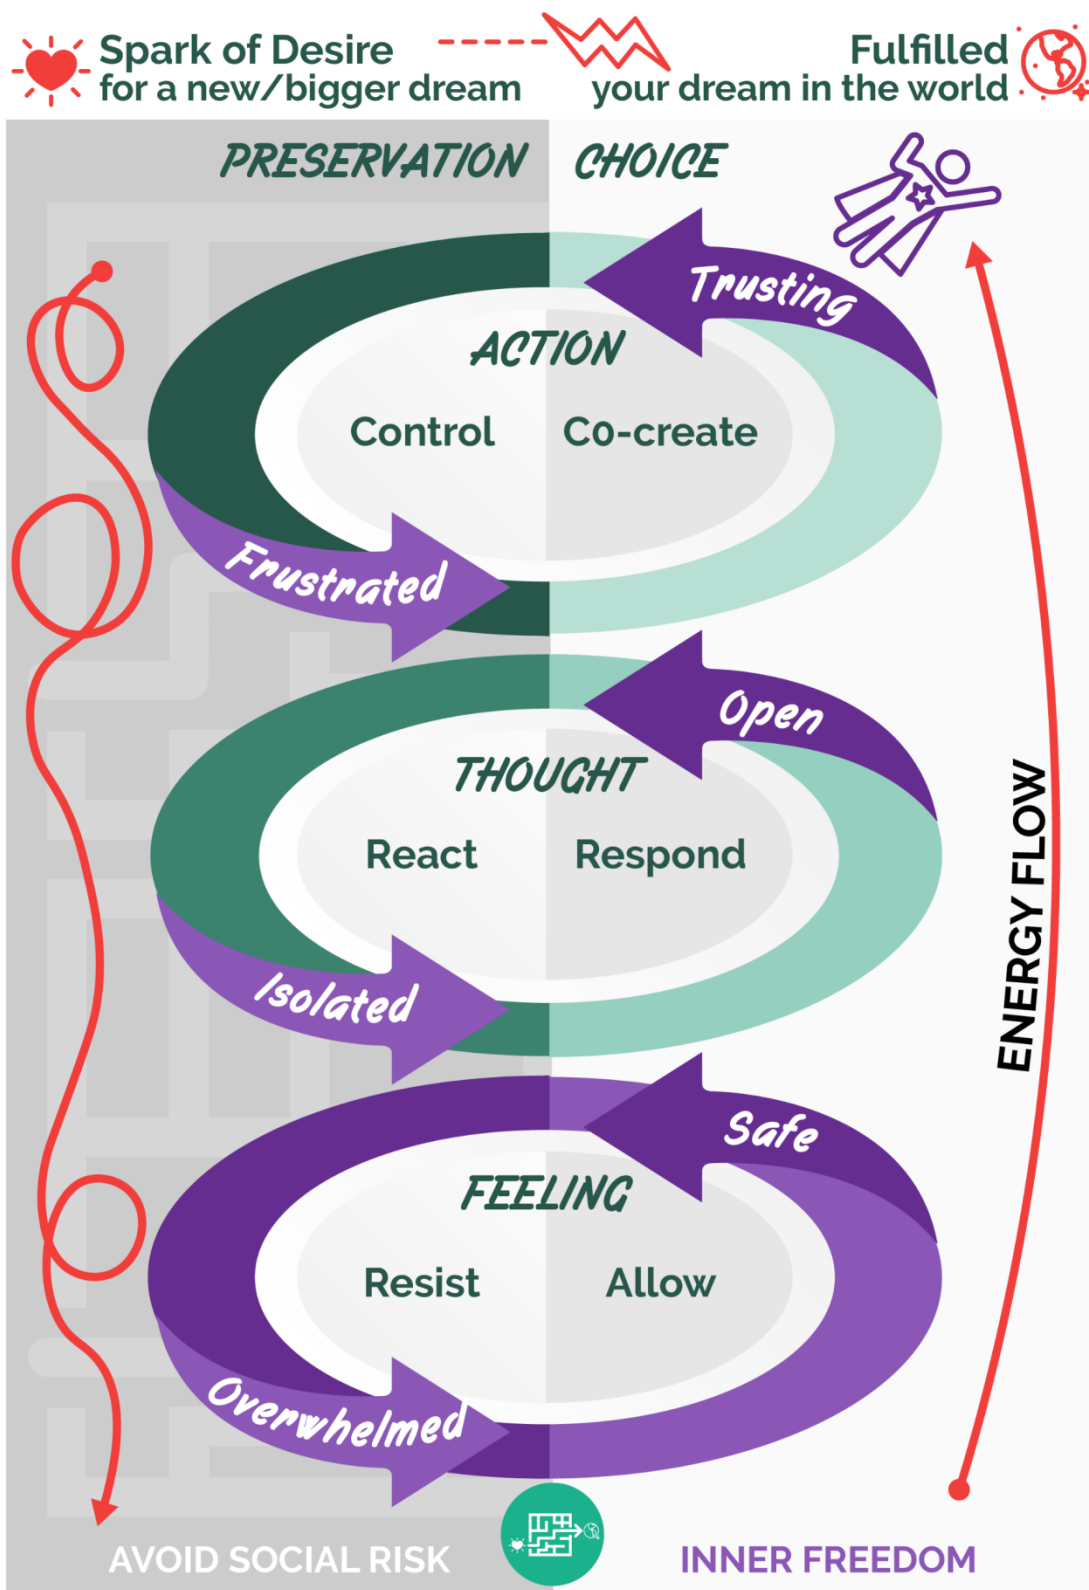 Spark of Desire
for a new/bigger dream
Fulfilled
your dream in the world
PRESERVATION
CHOICE
Trusting
ACTION
Control
C0-create
Frustrated
Open
THOUGHT
React
Respond
Isolated
ENERGY FLOW
Safe
FEELING
Resist
Allow
Overwhelmed
AVOID SOCIAL RISK
INNER FREEDOM